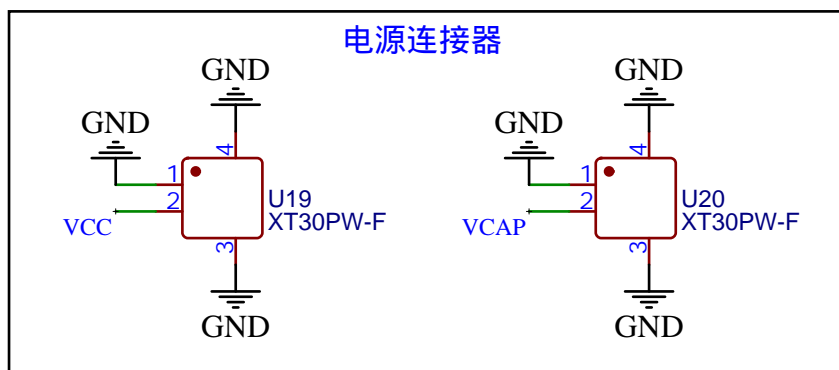 电源连接器
GND
GND
4
1
2
VCC
3
U19
XT30PW-F
GND
GND
GND
4
1
2
VCAP
3
U20
XT30PW-F
GND